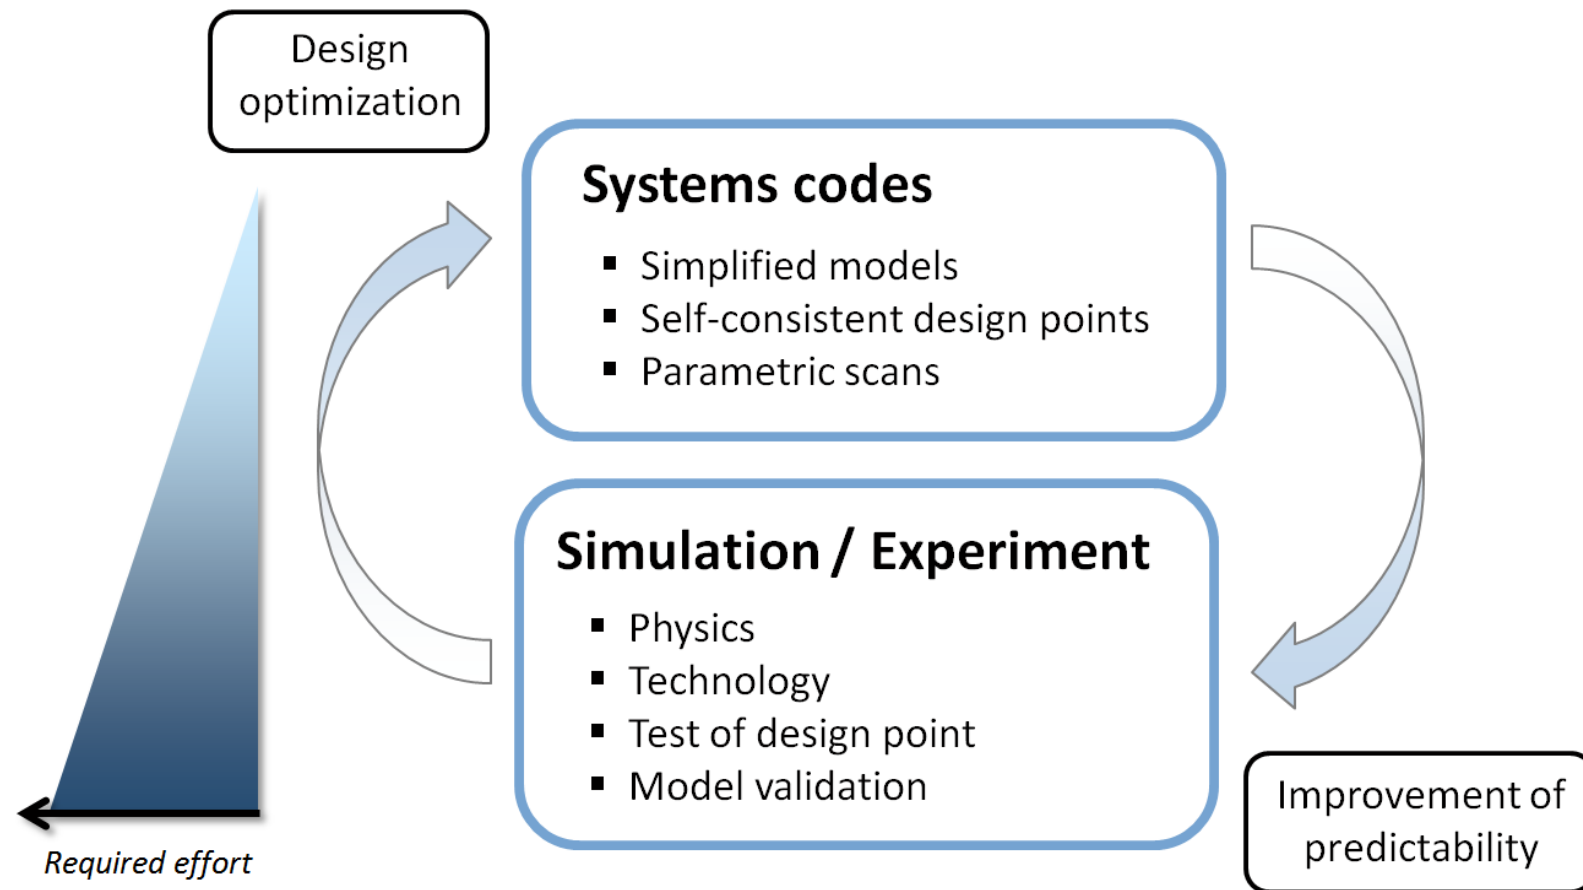 Design
optimization
Systems codes
▪ Simplified models
▪ Self-consistent design points
▪ Parametric scans
Simulation / Experiment
▪ Physics
▪ Technology
▪ Test of design point
▪ Model validation
Improvement of
predictability
Required effort